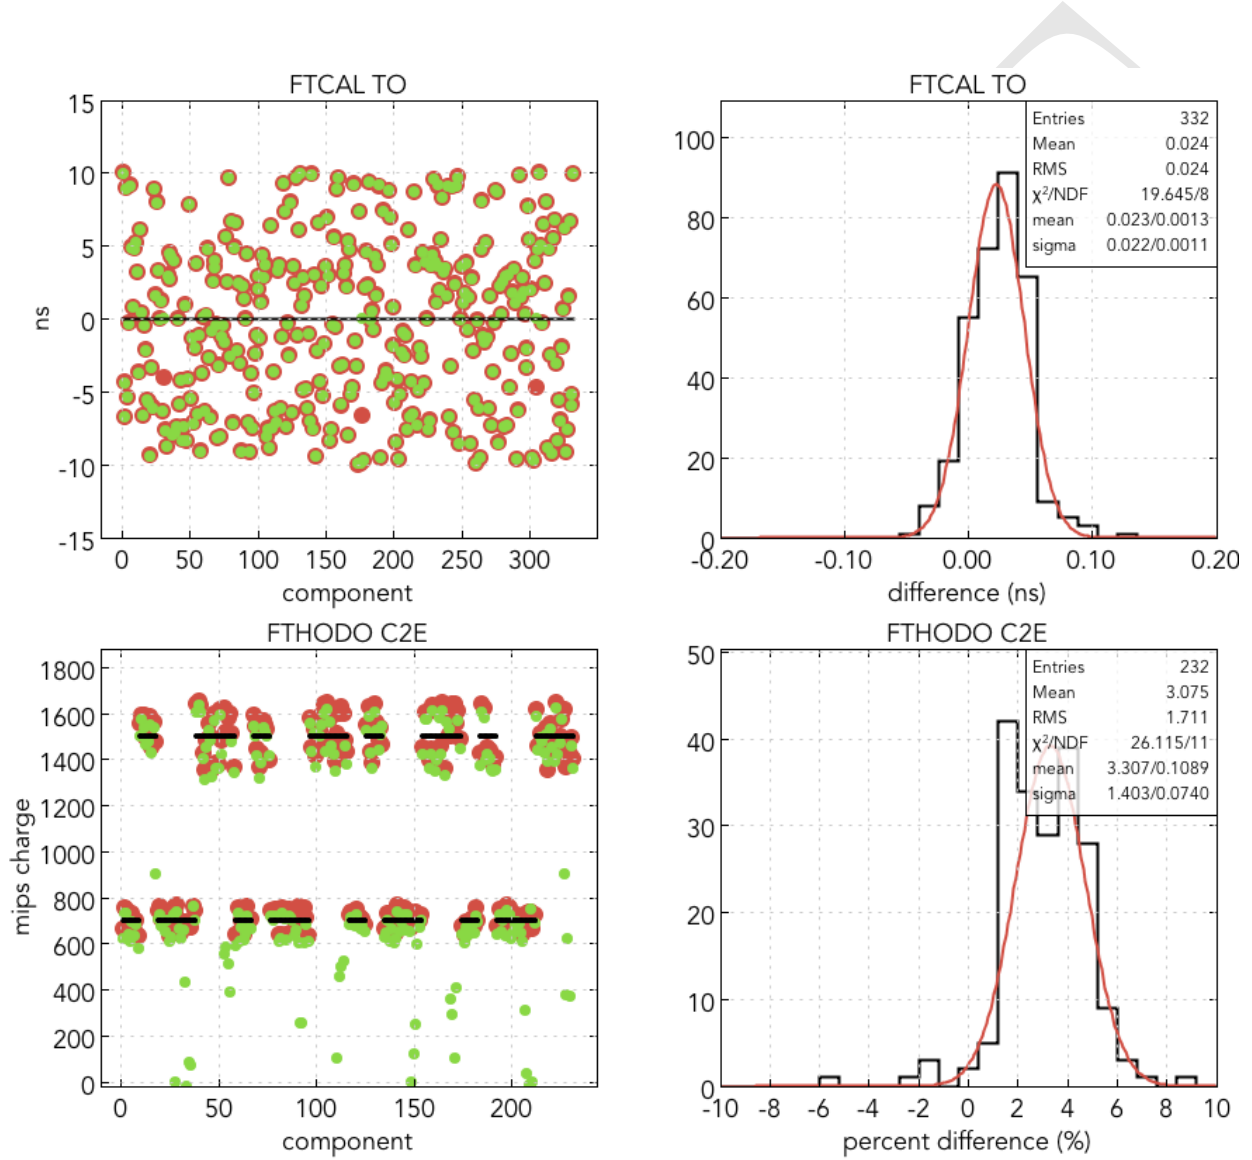 FTCAL TO
15
10
5
0
-5
-10
-15
ns
0 50 100 150 200 250 300
component
FTCAL TO
Entries 332
Mean 0.024
RMS 0.024
χ²/NDF 19.645/8
mean 0.023/0.0013
sigma 0.022/0.0011
100
80
60
40
20
0
-0.20 -0.10 0.00 0.10 0.20
difference (ns)
FTHODO C2E
1800
1600
1400
1200
1000
800
600
400
200
0
mips charge
0 50 100 150 200
component
FTHODO C2E
Entries 232
Mean 3.075
RMS 1.711
χ²/NDF 26.115/11
mean 3.307/0.1089
sigma 1.403/0.0740
50
40
30
20
10
0
-10 -8 -6 -4 -2 0 2 4 6 8 10
percent difference (%)